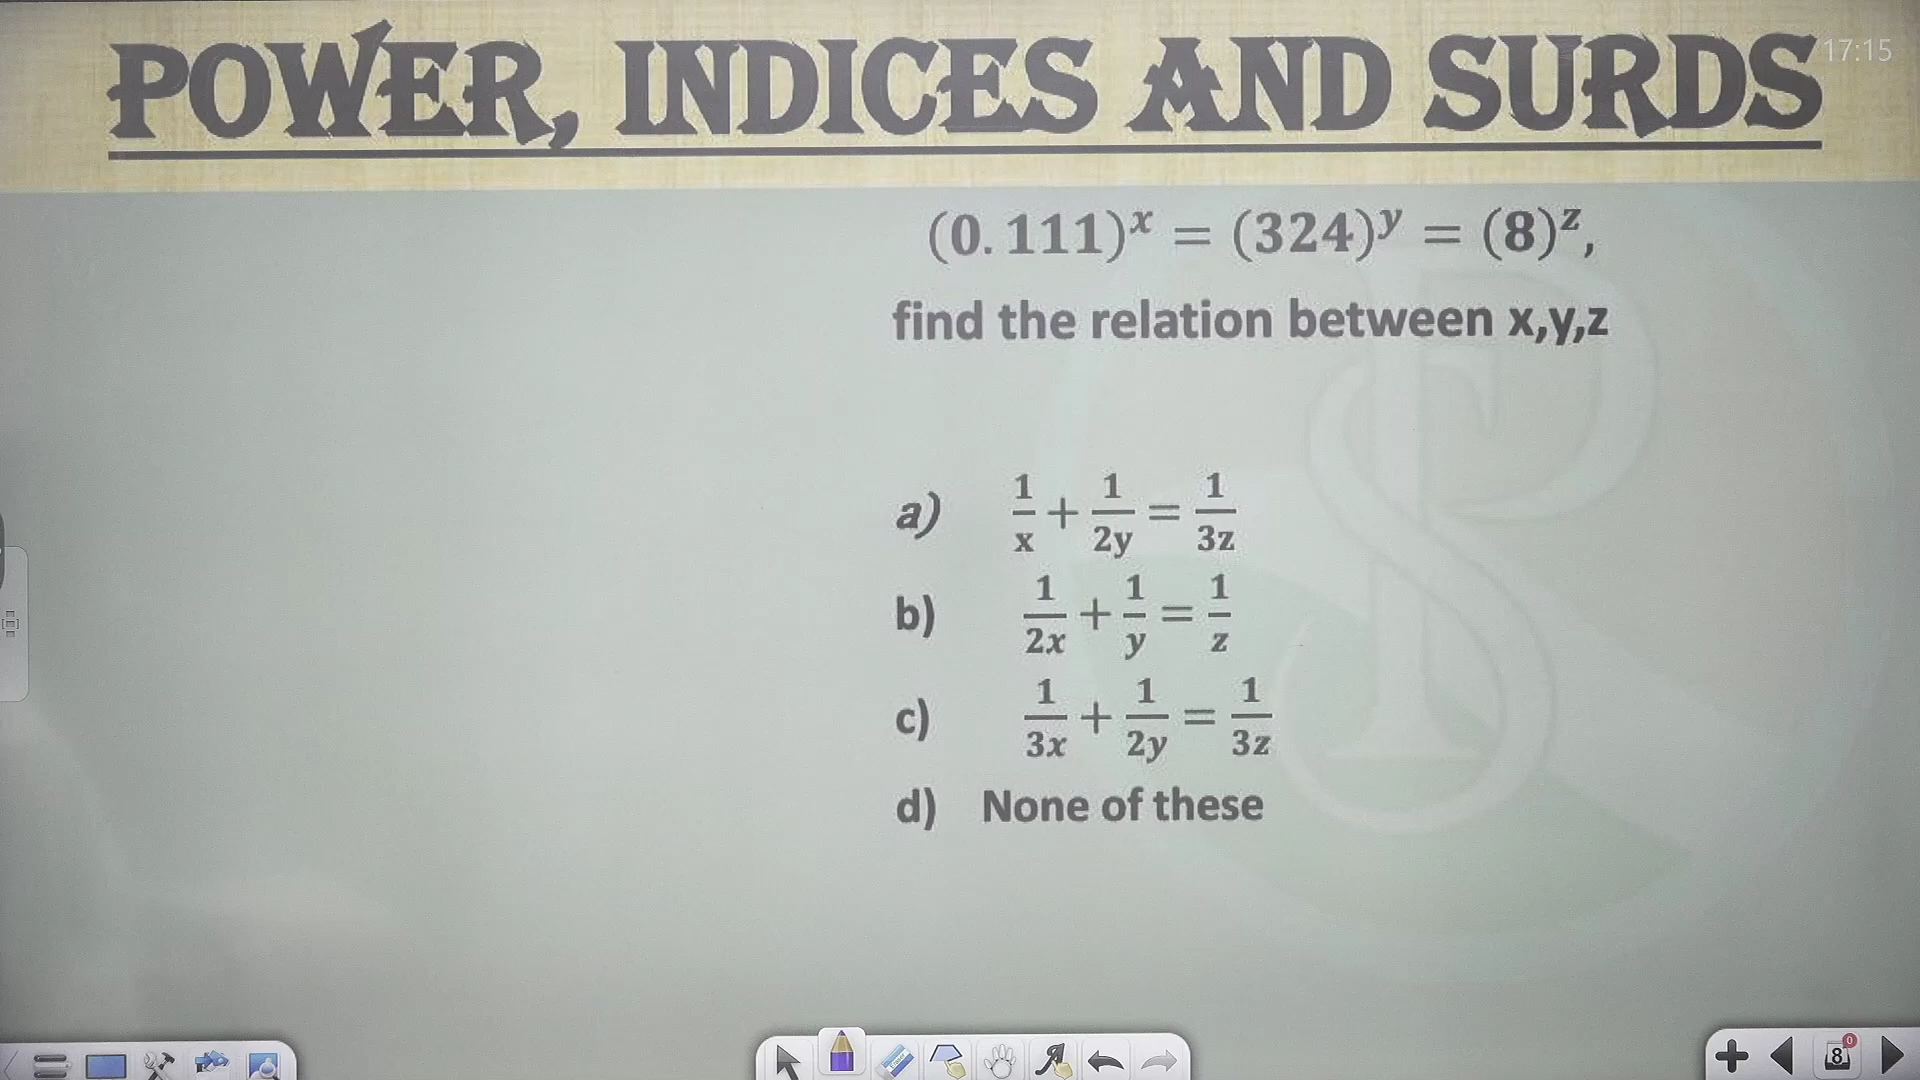 POWER, INDICES AND SURDS
17:15
(0.111)^x = (324)^y = (8)^z,
find the relation between x,y,z
a) 1/x + 1/2y = 1/3z
b) 1/2x + 1/y = 1/z
c) 1/3x + 1/2y = 1/3z
d) None of these
8
0